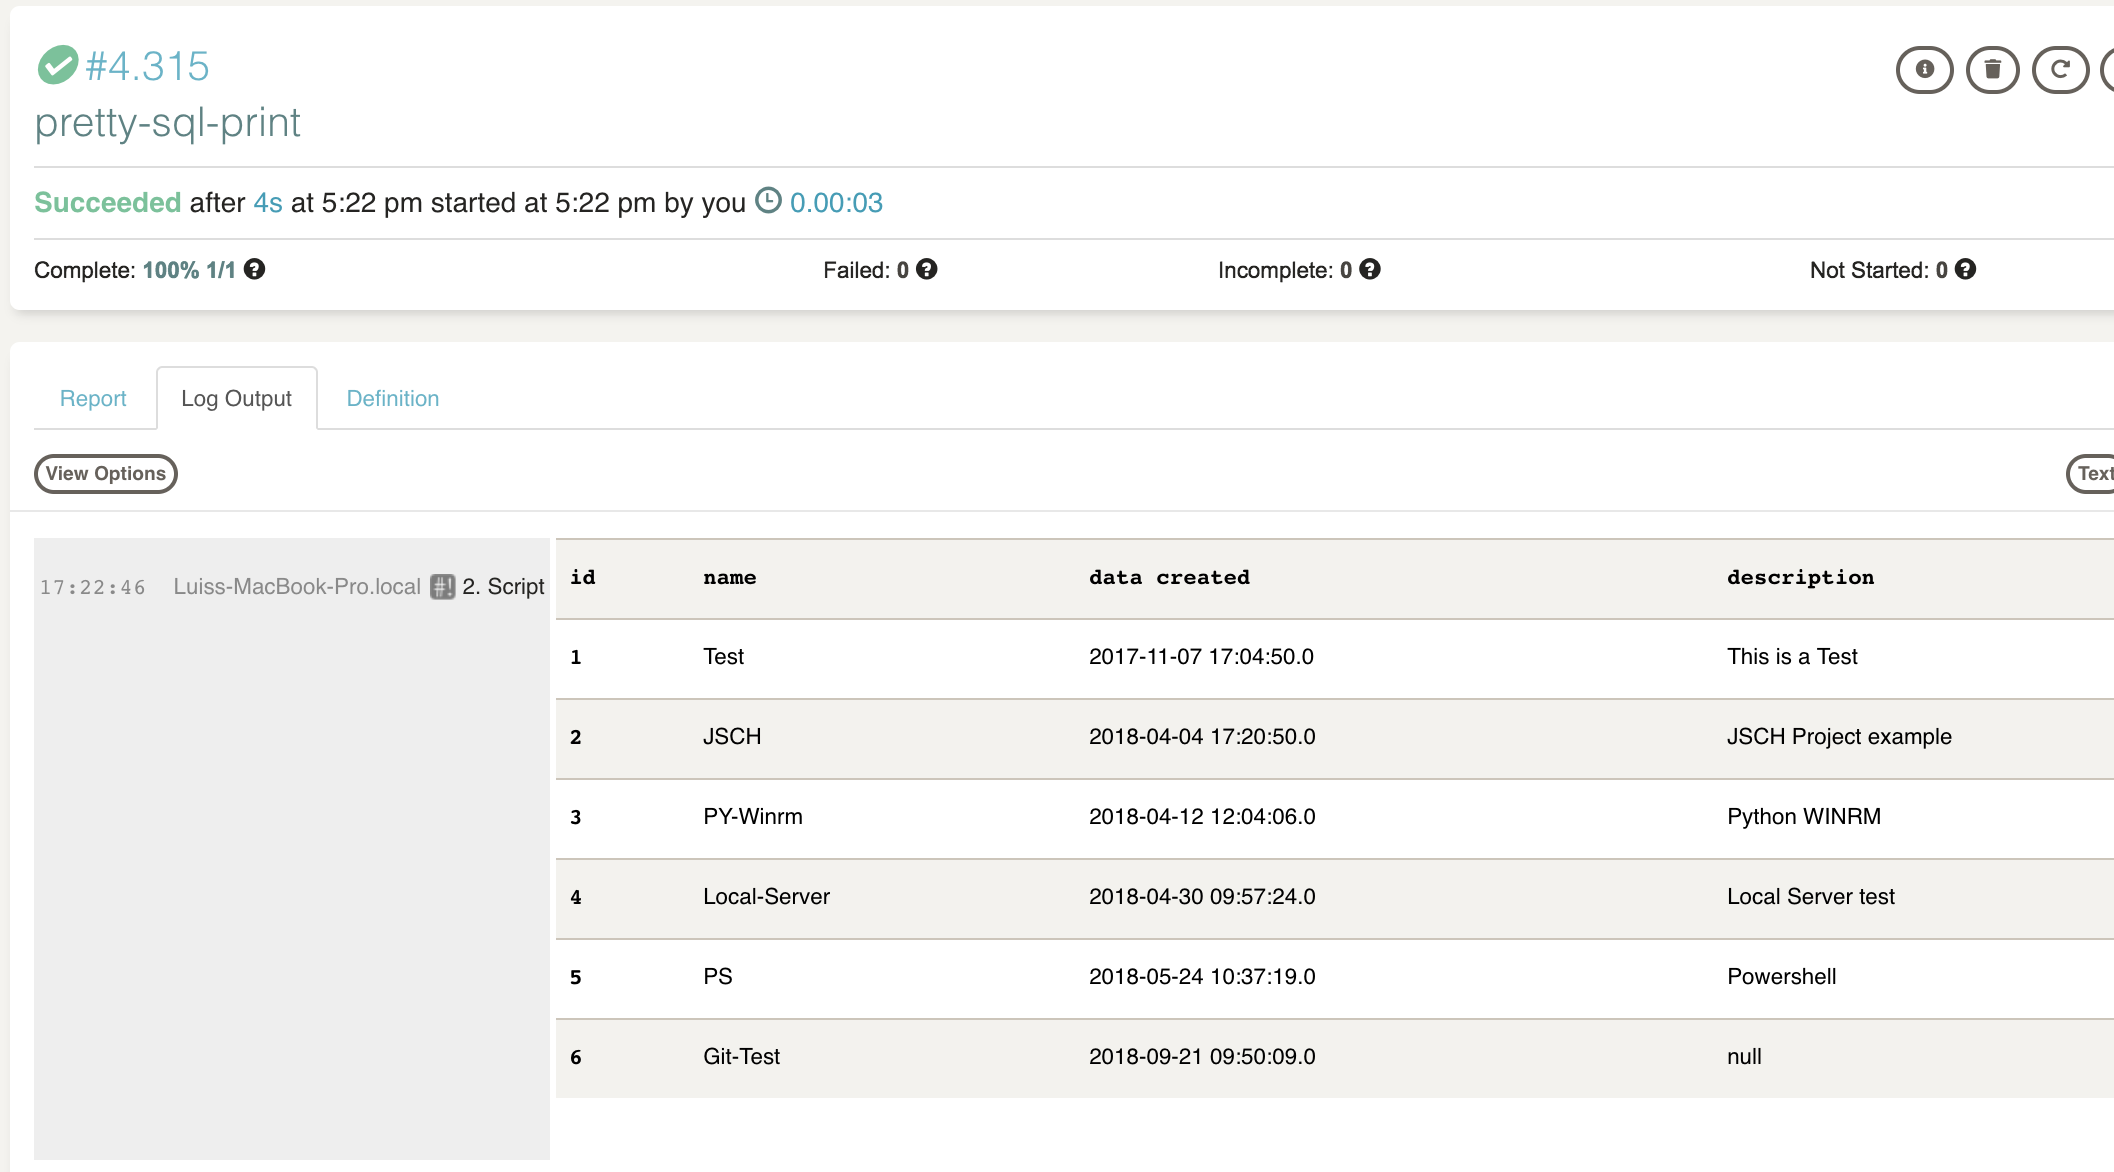 #4.315
pretty-sql-print
Succeeded after 4s at 5:22 pm started at 5:22 pm by you 0.00:03
Complete: 100% 1/1 Failed: 0 Incomplete: 0 Not Started: 0
Report Log Output Definition
View Options Text
17:22:46 Luiss-MacBook-Pro.local #! 2. Script
id name data created description
1 Test 2017-11-07 17:04:50.0 This is a Test
2 JSCH 2018-04-04 17:20:50.0 JSCH Project example
3 PY-Winrm 2018-04-12 12:04:06.0 Python WINRM
4 Local-Server 2018-04-30 09:57:24.0 Local Server test
5 PS 2018-05-24 10:37:19.0 Powershell
6 Git-Test 2018-09-21 09:50:09.0 null